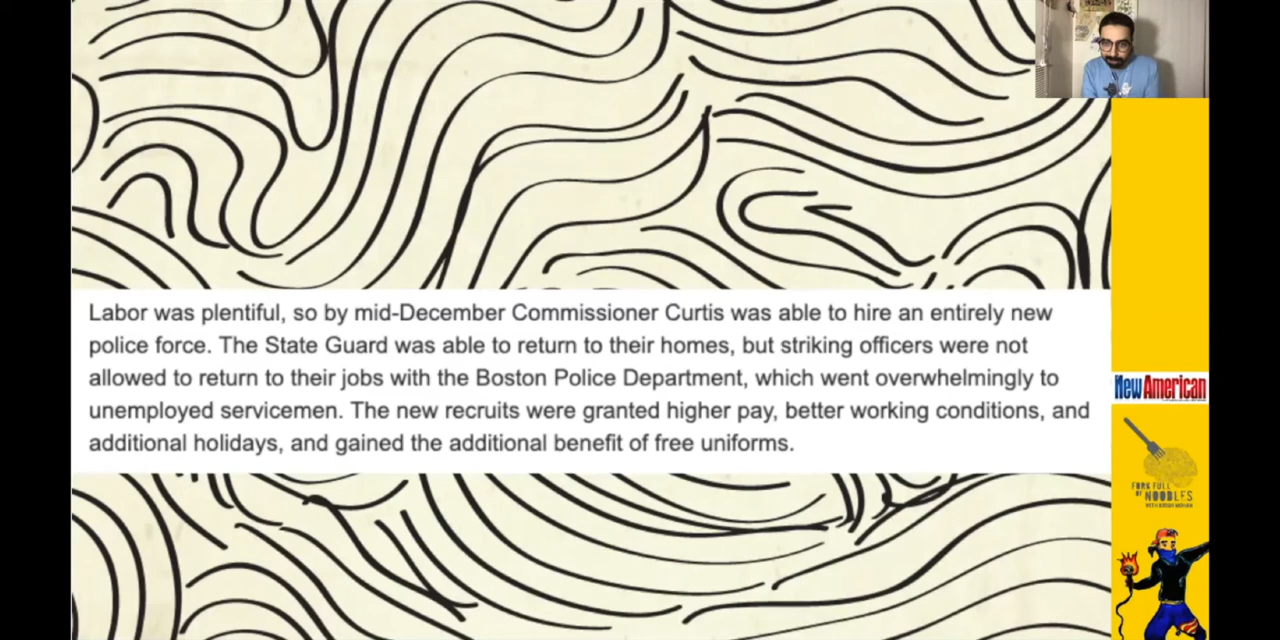 Labor was plentiful, so by mid-December Commissioner Curtis was able to hire an entirely new
police force. The State Guard was able to return to their homes, but striking officers were not
allowed to return to their jobs with the Boston Police Department, which went overwhelmingly to
unemployed servicemen. The new recruits were granted higher pay, better working conditions, and
additional holidays, and gained the additional benefit of free uniforms.
New American
FORK FULL
OF NOODLES